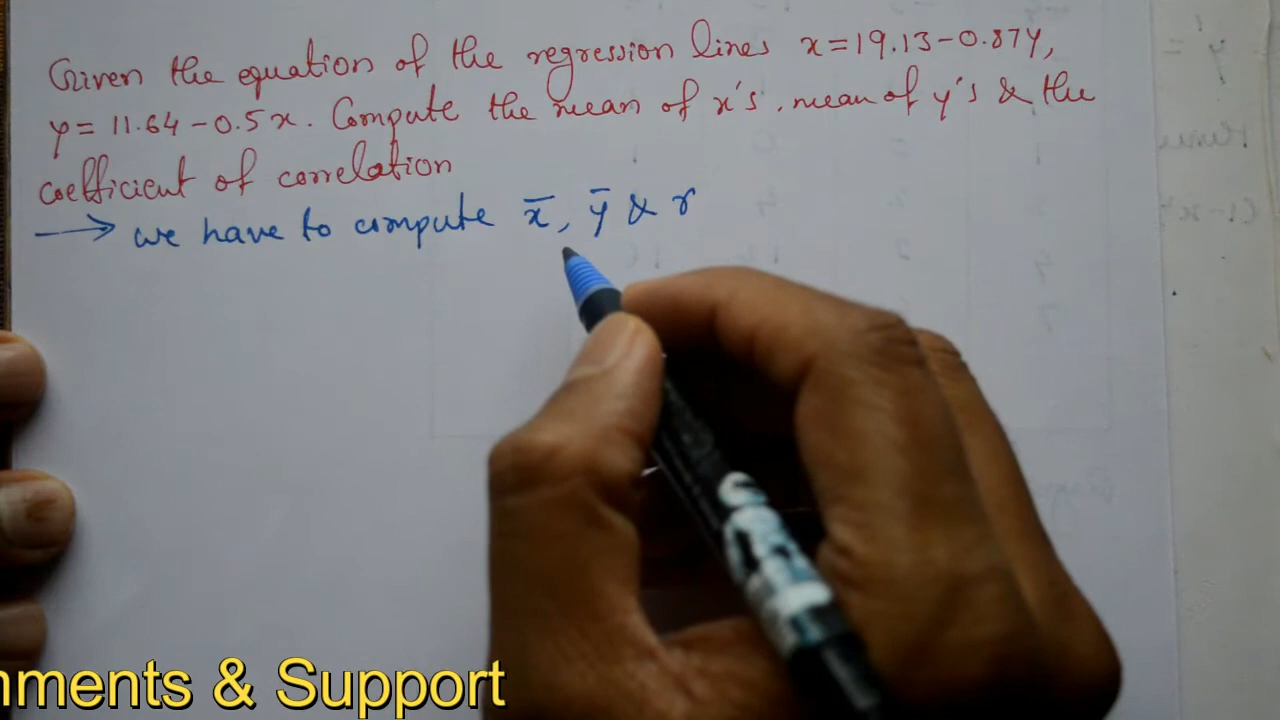 Given the equation of the regression lines x=19.13-0.87y,
y= 11.64-0.5x. Compute the mean of x's, mean of y's & the
coefficient of correlation
→ we have to compute x̄, ȳ & r
nments & Support